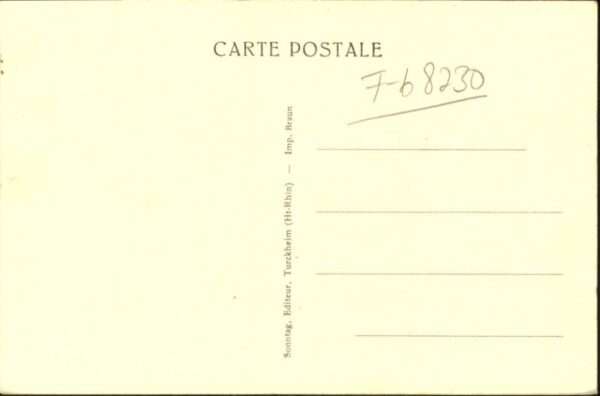 CARTE POSTALE
F-68230
Sonntag, Editeur, Turckheim (Ht-Rhin) — Imp. Braun